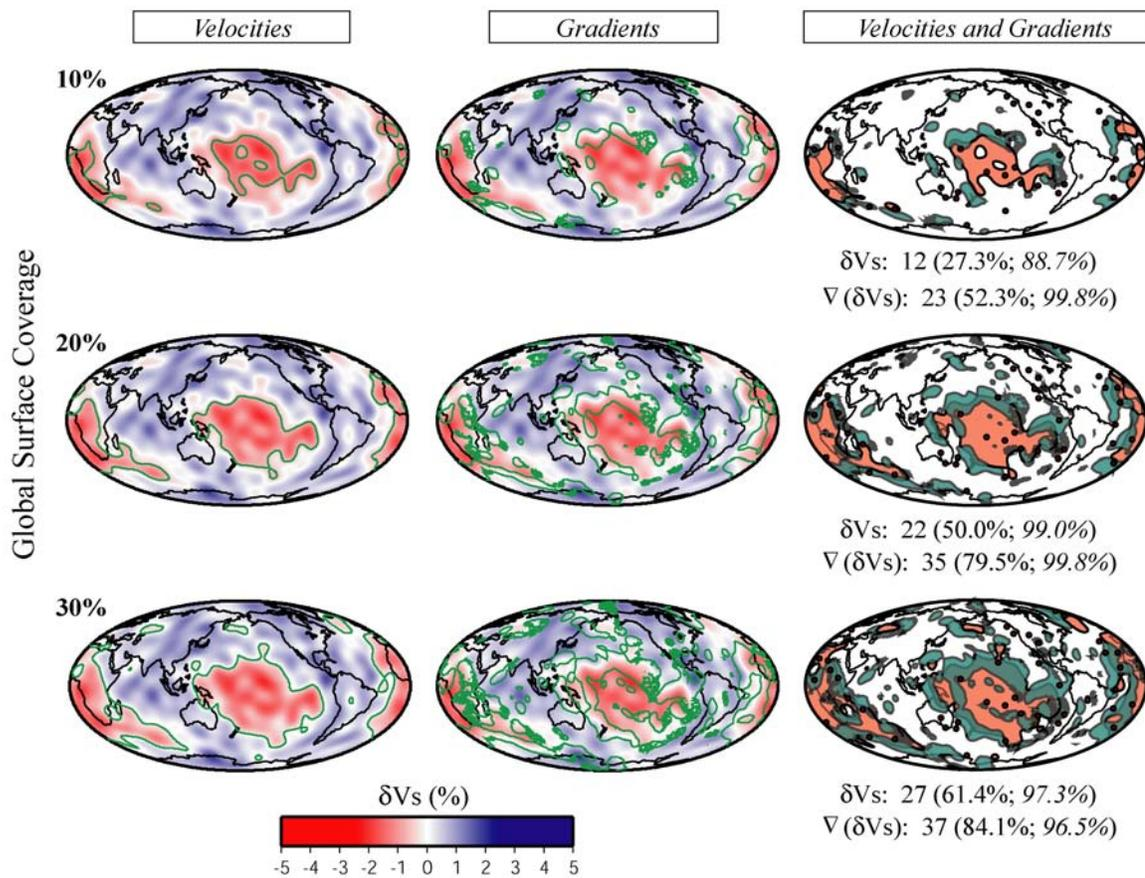 Velocities
Gradients
Velocities and Gradients
Global Surface Coverage
10%
δVs: 12 (27.3%; 88.7%)
∇(δVs): 23 (52.3%; 99.8%)
20%
δVs: 22 (50.0%; 99.0%)
∇(δVs): 35 (79.5%; 99.8%)
30%
δVs: 27 (61.4%; 97.3%)
∇(δVs): 37 (84.1%; 96.5%)
δVs (%)
-5 -4 -3 -2 -1 0 1 2 3 4 5